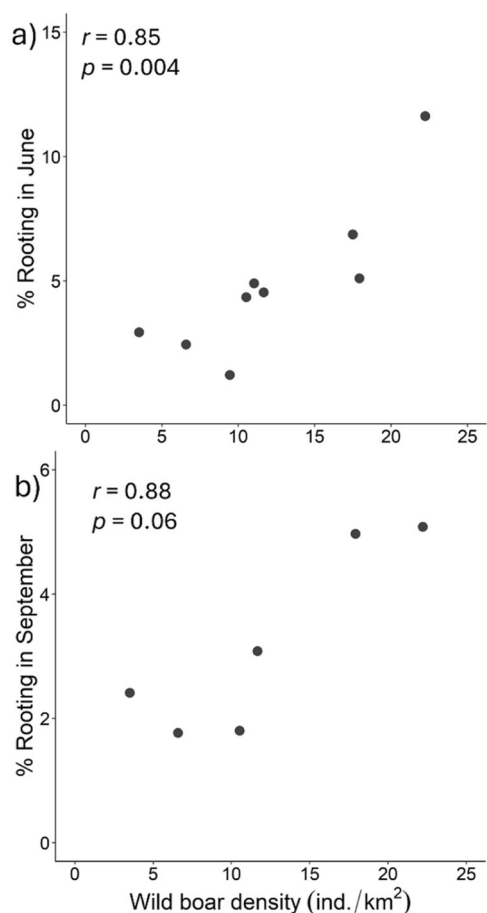 a)
r = 0.85
p = 0.004
% Rooting in June
15
10
5
0
0 5 10 15 20 25
b)
r = 0.88
p = 0.06
% Rooting in September
6
4
2
0
0 5 10 15 20 25
Wild boar density (ind./km²)